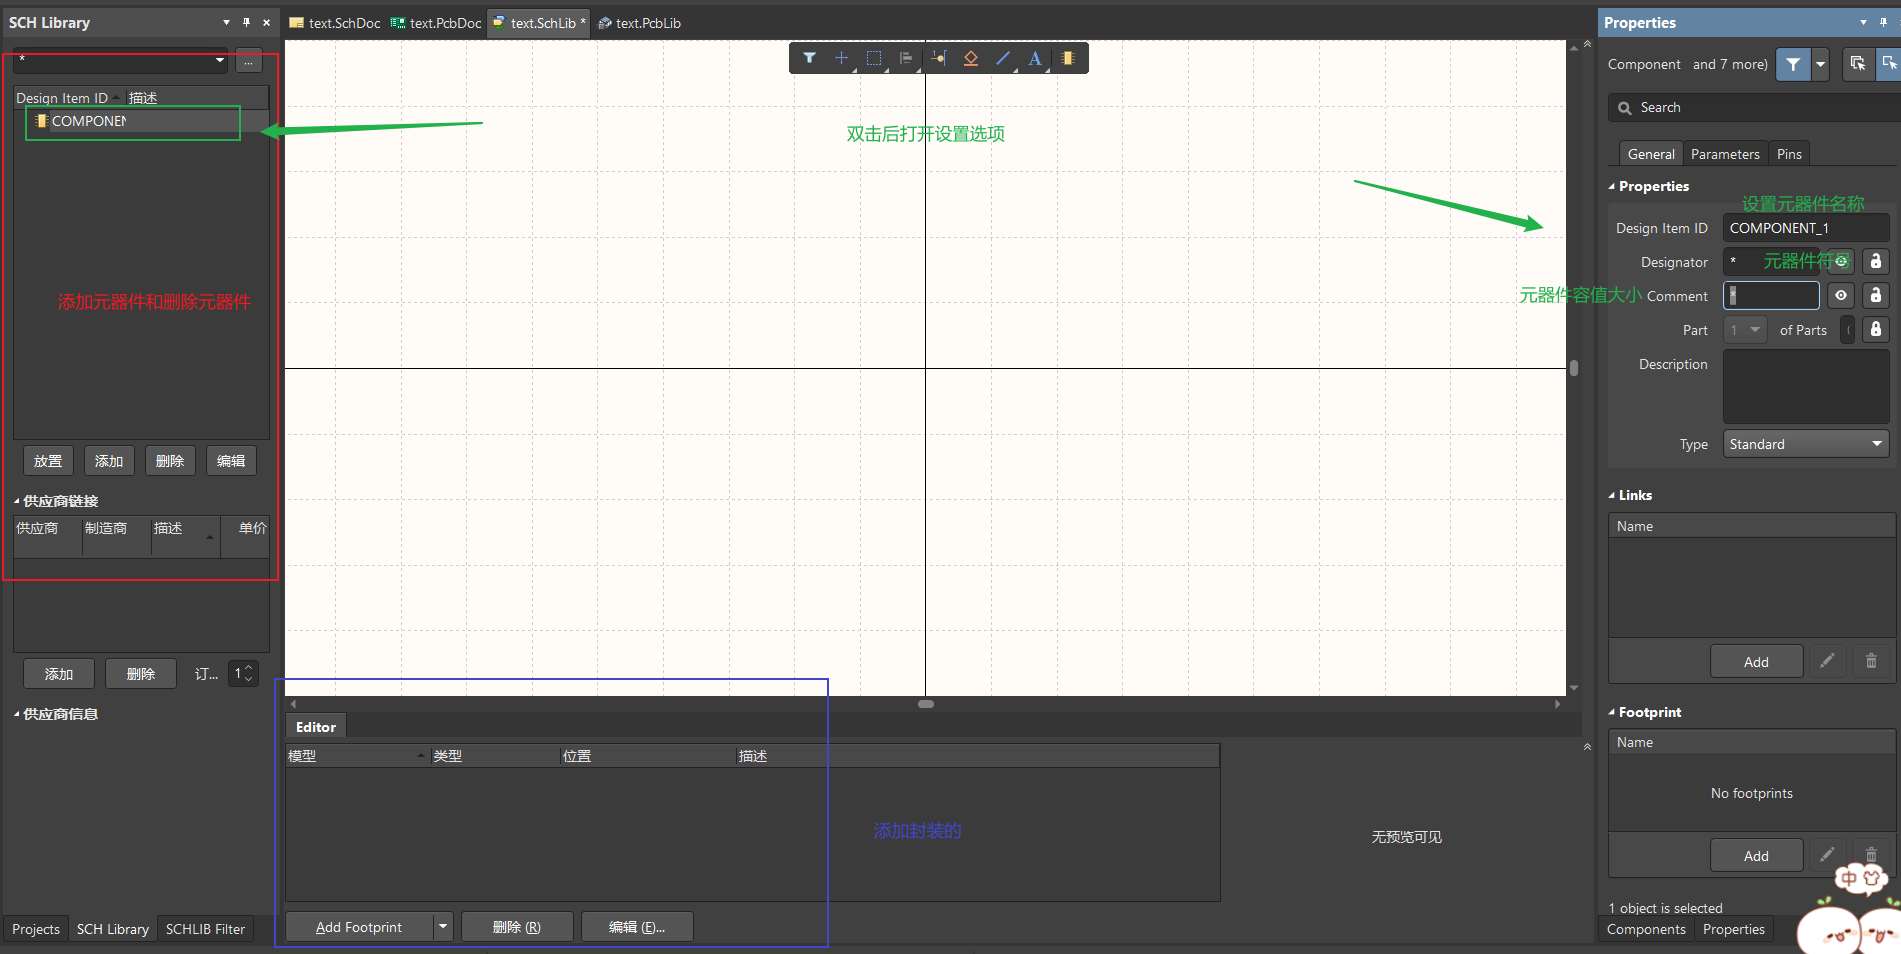 SCH Library
text.SchDoc
text.PcbDoc
text.SchLib *
text.PcbLib
Properties
*
...
Design Item ID
描述
COMPONEN
添加元器件和删除元器件
放置
添加
删除
编辑
供应商链接
供应商
制造商
描述
单价
添加
删除
订...
1
供应商信息
Projects
SCH Library
SCHLIB Filter
A
双击后打开设置选项
Editor
模型
类型
位置
描述
添加封装的
无预览可见
Add Footprint
删除 (R)
编辑 (E)...
Component
and 7 more)
Search
General
Parameters
Pins
Properties
设置元器件名称
Design Item ID
COMPONENT_1
Designator
*
元器件符号
元器件容值大小
Comment
*
Part
1
of Parts
Description
Type
Standard
Links
Name
Add
Footprint
Name
No footprints
Add
中
1 object is selected
Components
Properties